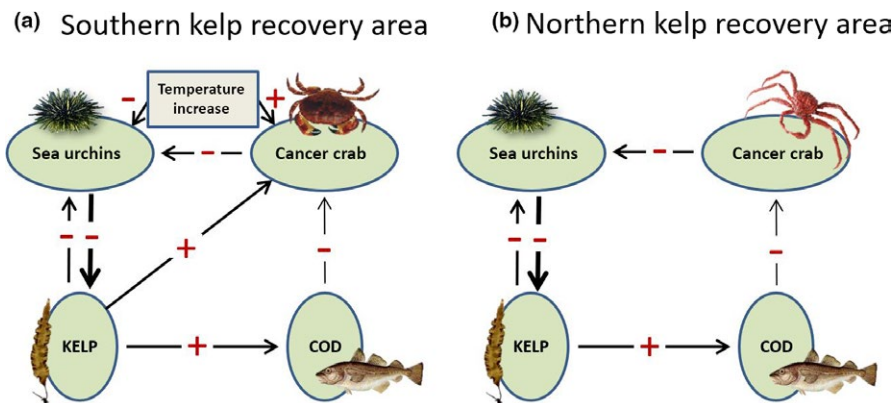 (a) Southern kelp recovery area
Temperature
increase
- +
Sea urchins
-
Cancer crab
- -
+
-
KELP
+
COD
(b) Northern kelp recovery area
Sea urchins
-
Cancer crab
- -
-
KELP
+
COD